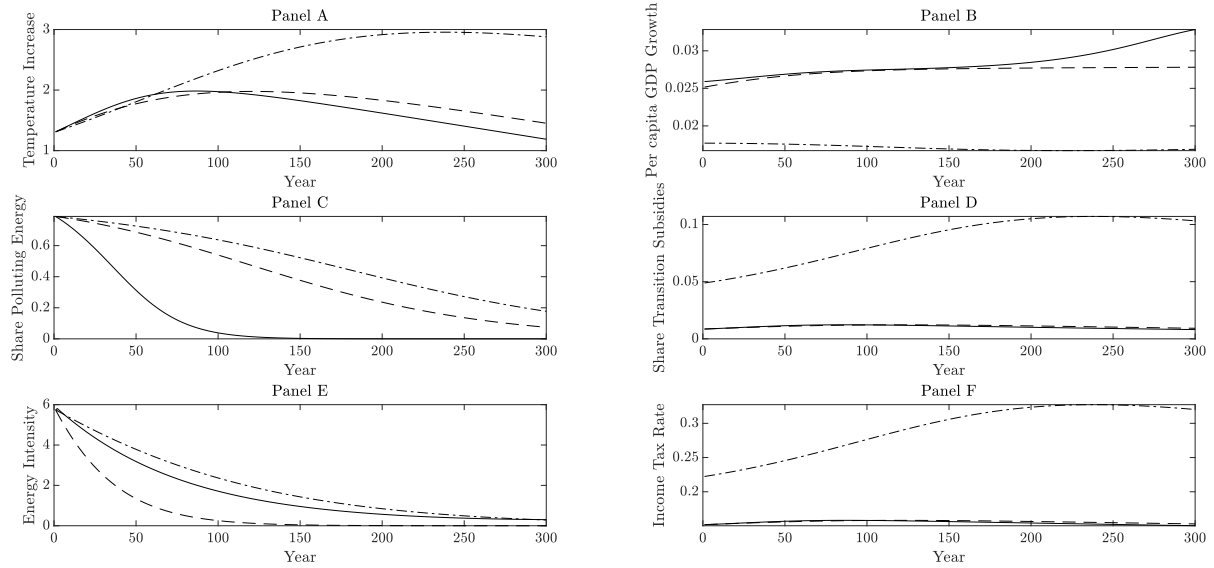 Panel A
Temperature Increase
3
2
1
0 50 100 150 200 250 300
Year
Panel B
Per capita GDP Growth
0.03
0.025
0.02
0 50 100 150 200 250 300
Year
Panel C
Share Polluting Energy
0.6
0.4
0.2
0
0 50 100 150 200 250 300
Year
Panel D
Share Transition Subsidies
0.1
0.05
0
0 50 100 150 200 250 300
Year
Panel E
Energy Intensity
6
4
2
0
0 50 100 150 200 250 300
Year
Panel F
Income Tax Rate
0.3
0.25
0.2
0 50 100 150 200 250 300
Year